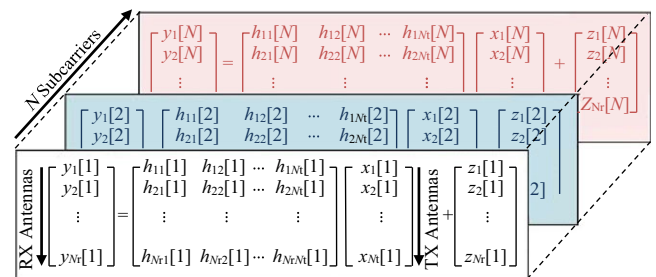 N Subcarriers
y1[N] h11[N] h12[N] ··· h1Nt[N] x1[N] z1[N]
y2[N] = h21[N] h22[N] ··· h2Nt[N] x2[N] + z2[N]
⋮ ⋮ ⋮ ⋮ ⋮ ⋮
ZNr[N]
y1[2] h11[2] h12[2] ··· h1Nt[2] x1[2] z1[2]
y2[2] h21[2] h22[2] ··· h2Nt[2] x2[2] z2[2]
2]
RX Antennas
y1[1] h11[1] h12[1] ··· h1Nt[1] x1[1] z1[1]
y2[1] h21[1] h22[1] ··· h2Nt[1] x2[1] z2[1]
⋮ = ⋮ ⋮ ⋮ ⋮ + ⋮
yNr[1] hNr1[1] hNr2[1] ··· hNrNt[1] xNt[1] zNr[1]
TX Antennas